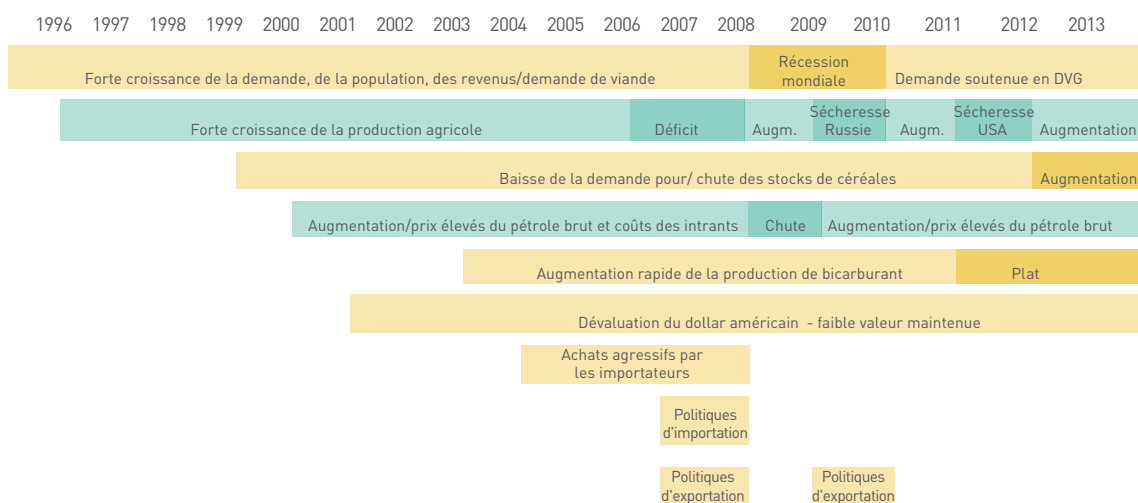 1996 1997 1998 1999 2000 2001 2002 2003 2004 2005 2006 2007 2008 2009 2010 2011 2012 2013
Forte croissance de la demande, de la population, des revenus/demande de viande
Récession
mondiale
Demande soutenue en DVG
Forte croissance de la production agricole
Déficit
Augm.
Sécheresse
Russie
Augm.
Sécheresse
USA
Augmentation
Baisse de la demande pour/ chute des stocks de céréales
Augmentation
Augmentation/prix élevés du pétrole brut et coûts des intrants
Chute
Augmentation/prix élevés du pétrole brut
Augmentation rapide de la production de bicarburant
Plat
Dévaluation du dollar américain - faible valeur maintenue
Achats agressifs par
les importateurs
Politiques
d'importation
Politiques
d'exportation
Politiques
d'exportation